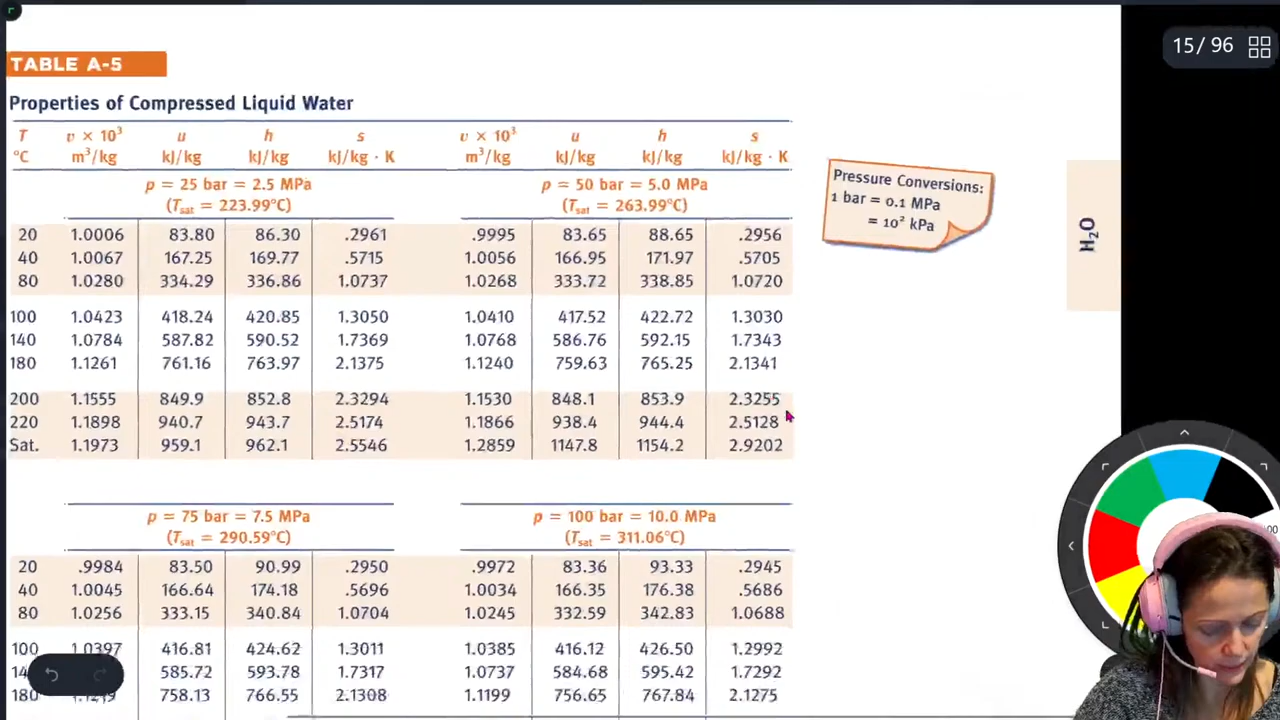 15/96
TABLE A-5
Properties of Compressed Liquid Water
T v × 10³ u h s v × 10³ u h s
°C m³/kg kJ/kg kJ/kg kJ/kg · K m³/kg kJ/kg kJ/kg kJ/kg · K
p = 25 bar = 2.5 MPa p = 50 bar = 5.0 MPa
(Tsat = 223.99°C) (Tsat = 263.99°C)
20 1.0006 83.80 86.30 .2961 .9995 83.65 88.65 .2956
40 1.0067 167.25 169.77 .5715 1.0056 166.95 171.97 .5705
80 1.0280 334.29 336.86 1.0737 1.0268 333.72 338.85 1.0720
100 1.0423 418.24 420.85 1.3050 1.0410 417.52 422.72 1.3030
140 1.0784 587.82 590.52 1.7369 1.0768 586.76 592.15 1.7343
180 1.1261 761.16 763.97 2.1375 1.1240 759.63 765.25 2.1341
200 1.1555 849.9 852.8 2.3294 1.1530 848.1 853.9 2.3255
220 1.1898 940.7 943.7 2.5174 1.1866 938.4 944.4 2.5128
Sat. 1.1973 959.1 962.1 2.5546 1.2859 1147.8 1154.2 2.9202
p = 75 bar = 7.5 MPa p = 100 bar = 10.0 MPa
(Tsat = 290.59°C) (Tsat = 311.06°C)
20 .9984 83.50 90.99 .2950 .9972 83.36 93.33 .2945
40 1.0045 166.64 174.18 .5696 1.0034 166.35 176.38 .5686
80 1.0256 333.15 340.84 1.0704 1.0245 332.59 342.83 1.0688
100 1.0397 416.81 424.62 1.3011 1.0385 416.12 426.50 1.2992
585.72 593.78 1.7317 1.0737 584.68 595.42 1.7292
180 758.13 766.55 2.1308 1.1199 756.65 767.84 2.1275
Pressure Conversions:
1 bar = 0.1 MPa
= 10² kPa
H₂O